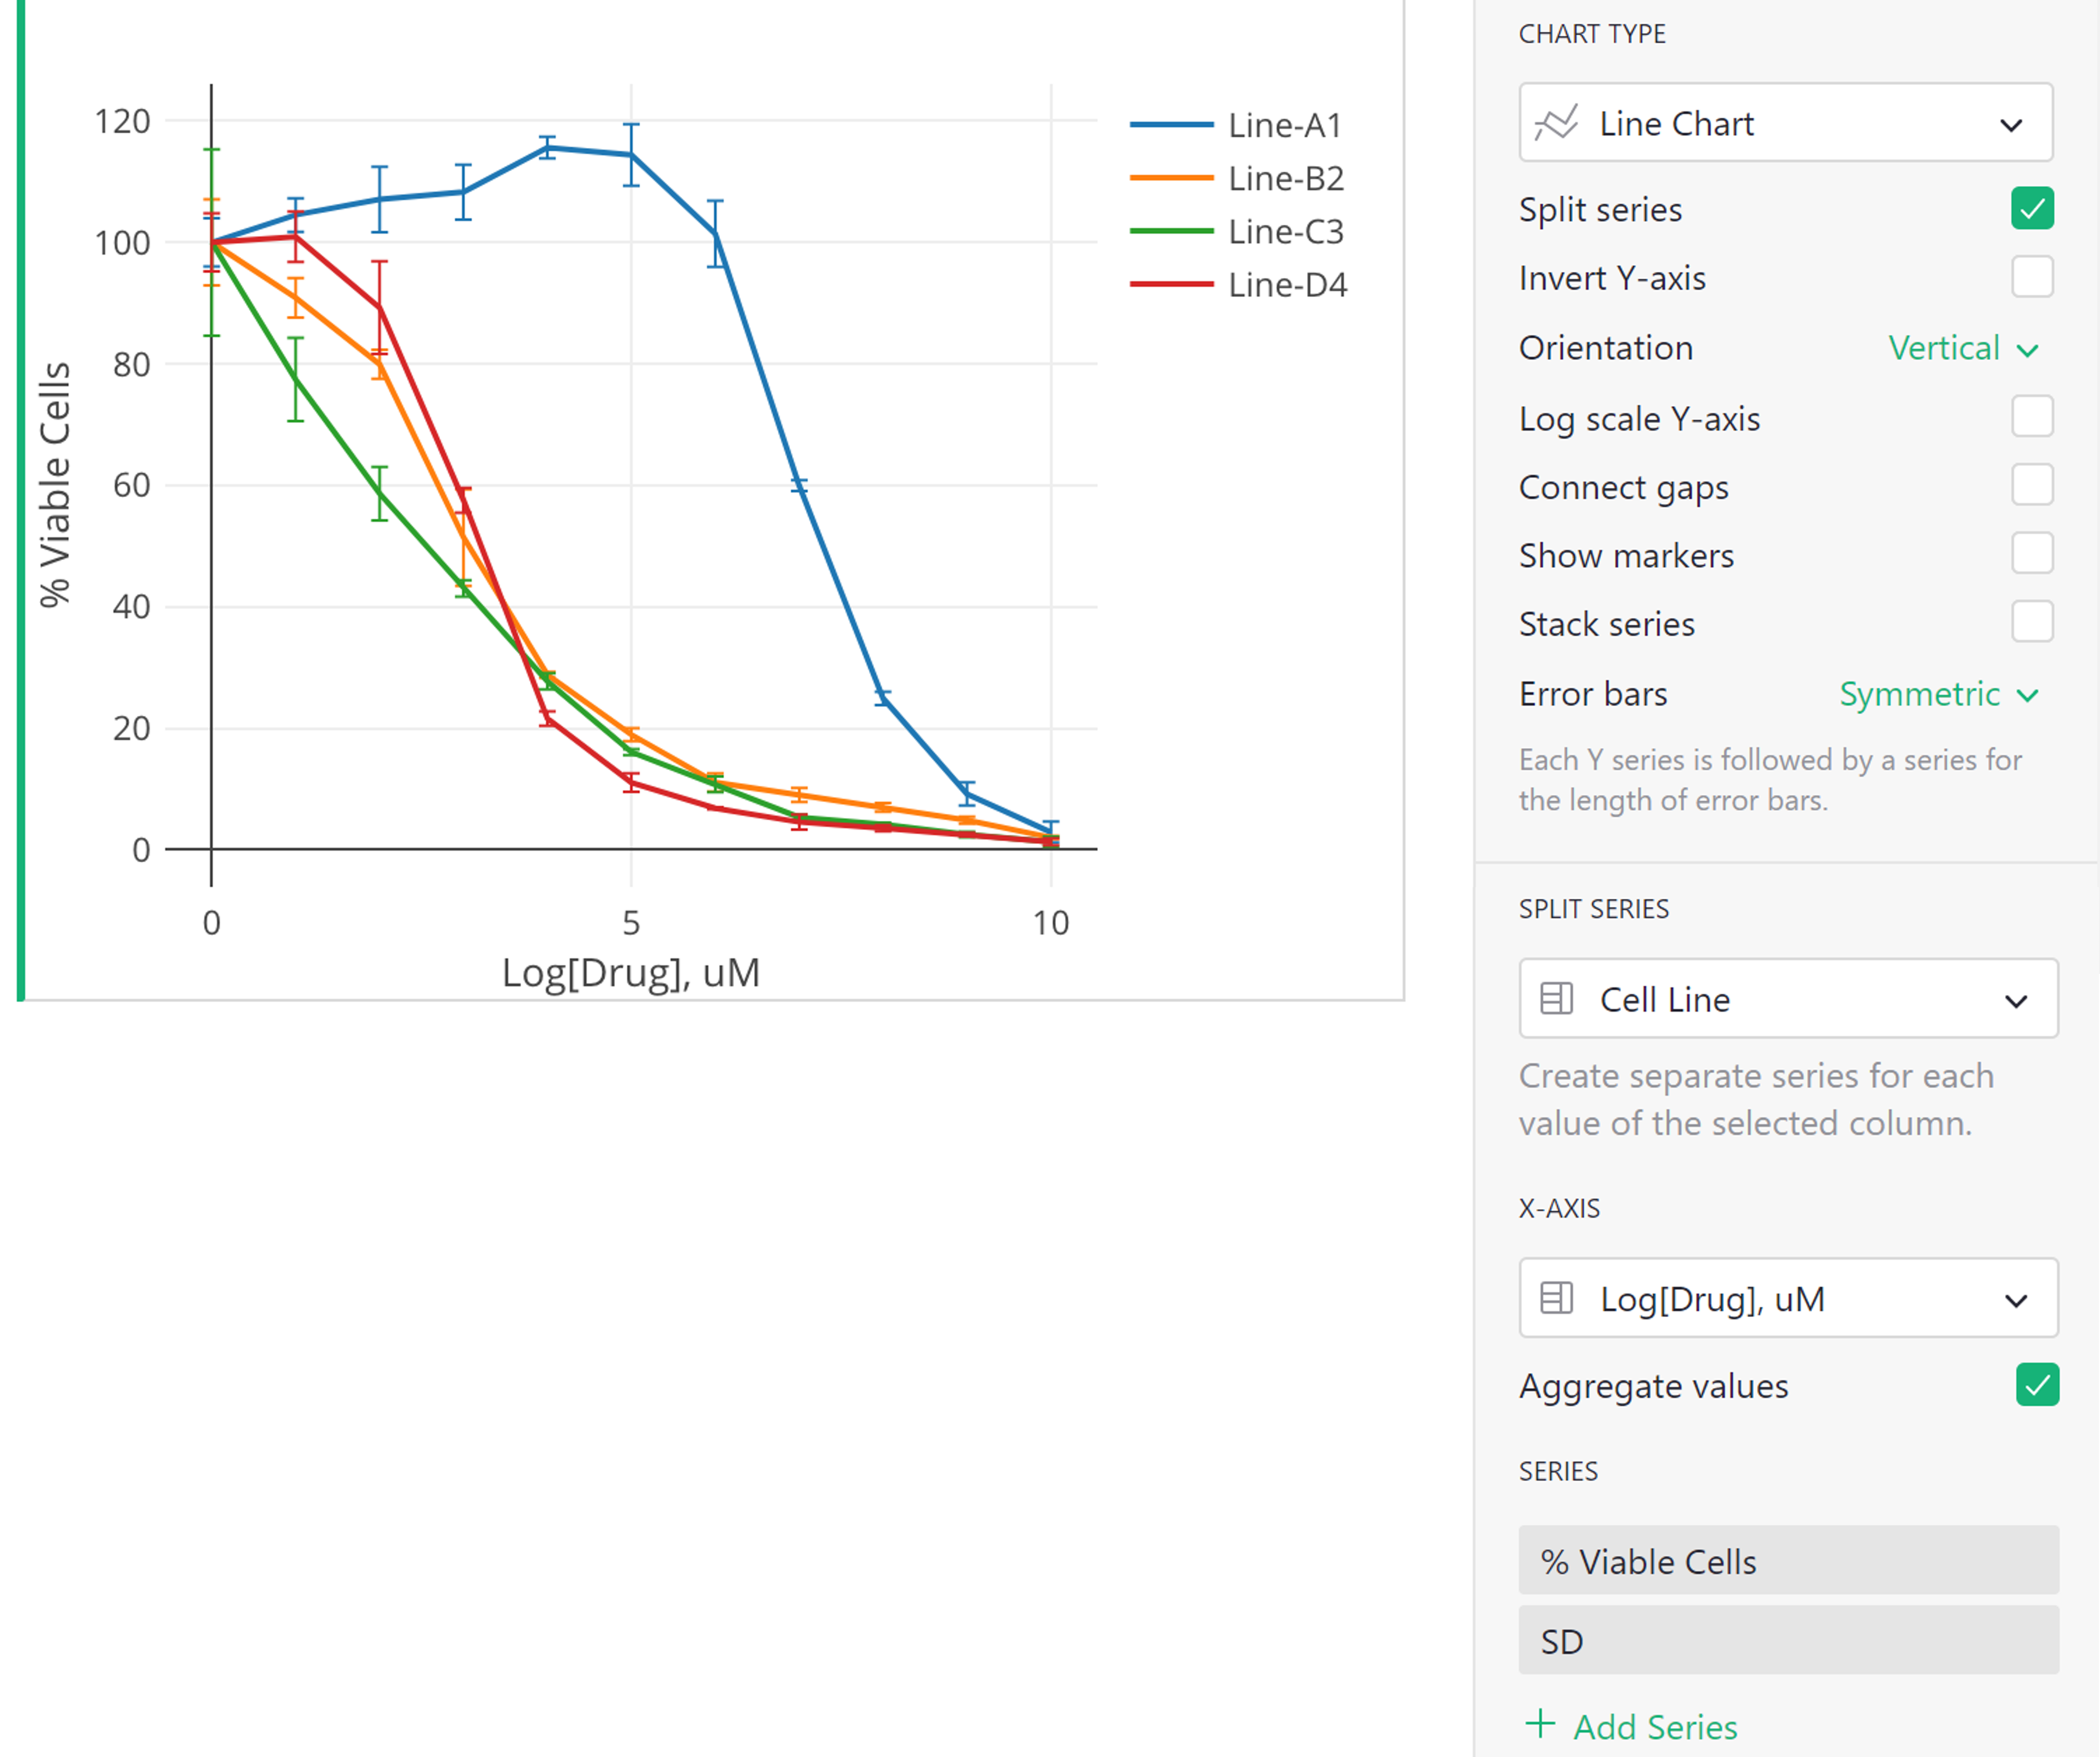 120
100
80
60
40
20
0
% Viable Cells
0 5 10
Log[Drug], uM
Line-A1
Line-B2
Line-C3
Line-D4
CHART TYPE
Line Chart
Split series
Invert Y-axis
Orientation Vertical
Log scale Y-axis
Connect gaps
Show markers
Stack series
Error bars Symmetric
Each Y series is followed by a series for
the length of error bars.
SPLIT SERIES
Cell Line
Create separate series for each
value of the selected column.
X-AXIS
Log[Drug], uM
Aggregate values
SERIES
% Viable Cells
SD
+ Add Series